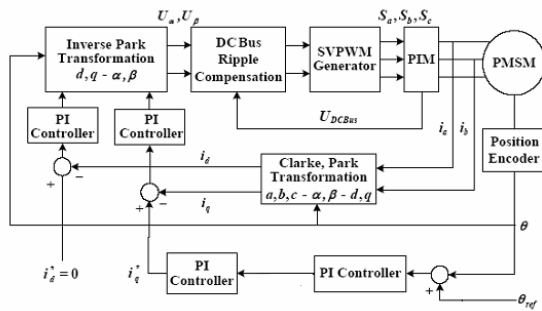 U_α, U_β
S_a, S_b, S_c
Inverse Park
Transformation
d, q - α, β
DC Bus
Ripple
Compensation
SVPWM
Generator
PIM
PMSM
U_DCBus
i_a
i_b
PI
Controller
PI
Controller
Position
Encoder
i_d
Clarke, Park
Transformation
a, b, c - α, β - d, q
i_q
+
−
+
−
θ
i_d^* = 0
i_q^*
PI
Controller
PI Controller
−
+
θ_ref